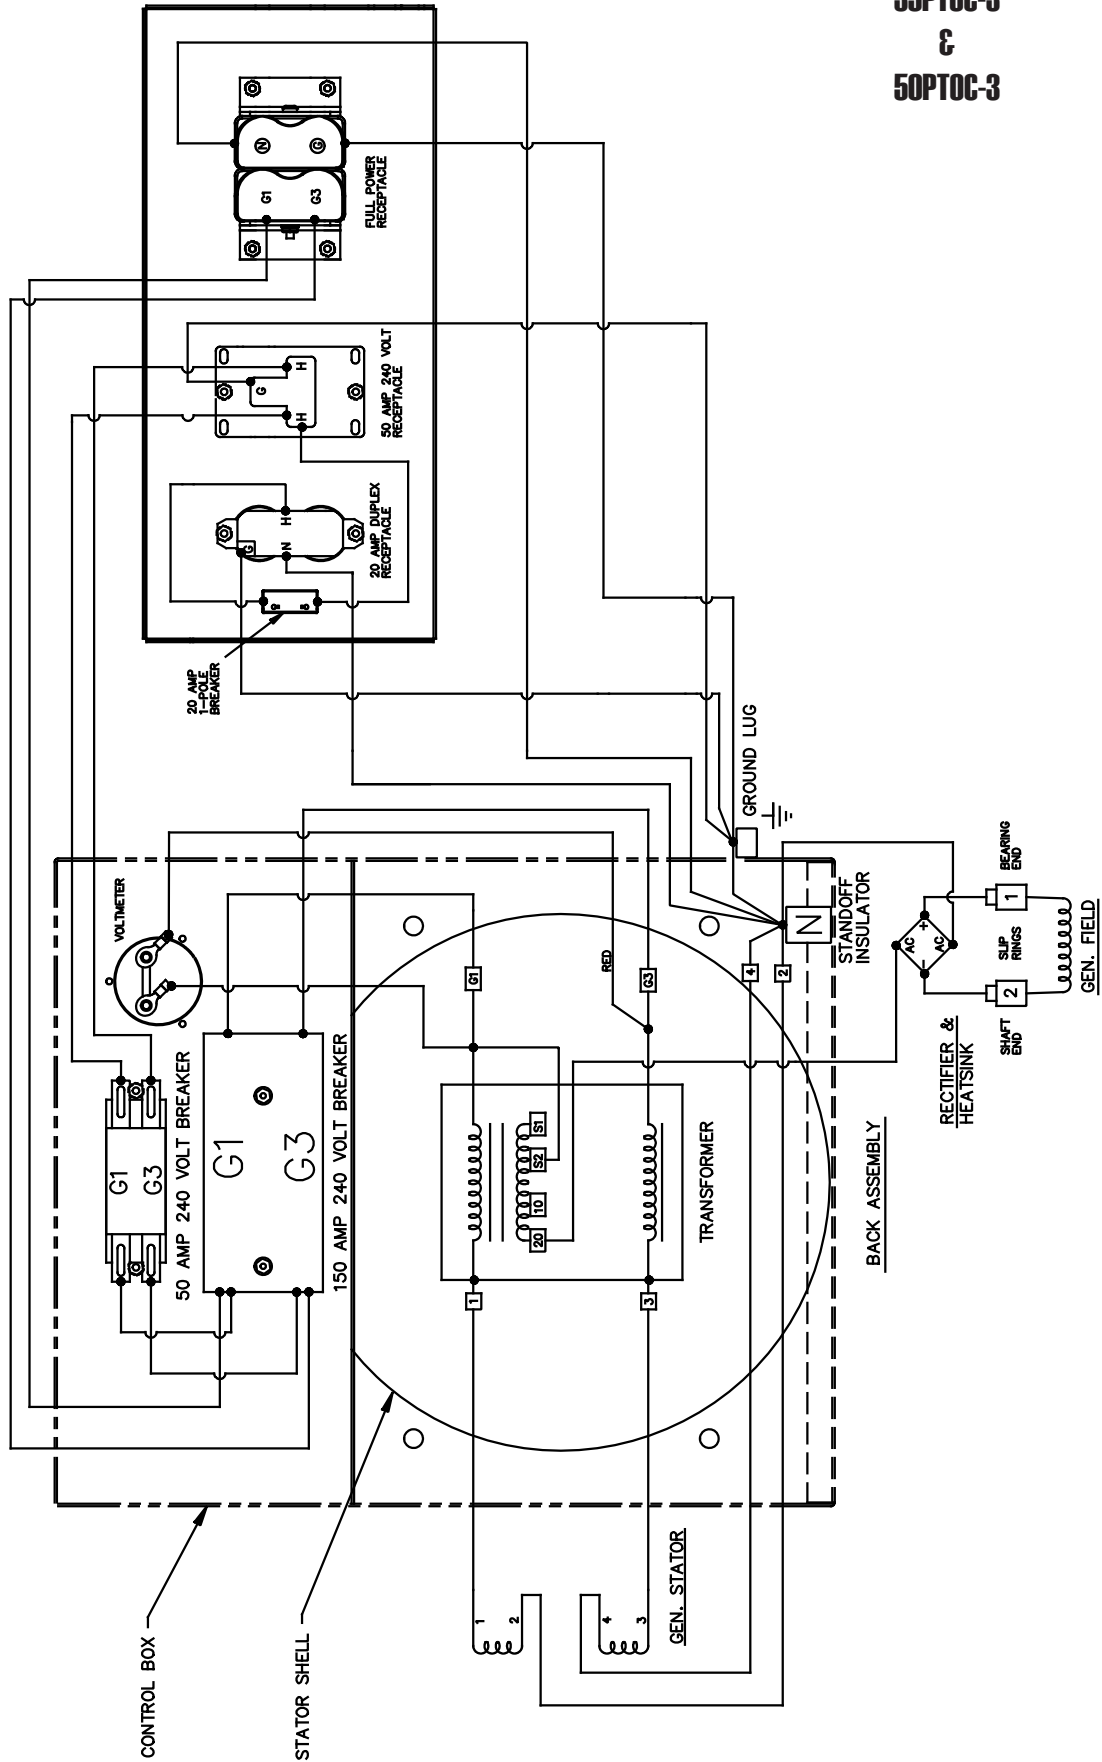 &
50PTOC-3
N
G
G1
G3
FULL POWER
RECEPTACLE
H
G
H
50 AMP 240 VOLT
RECEPTACLE
G
H
N
20 AMP DUPLEX
RECEPTACLE
20 AMP
1-POLE
BREAKER
GROUND LUG
VOLTMETER
G1
G3
50 AMP 240 VOLT BREAKER
G1
G3
150 AMP 240 VOLT BREAKER
G1
RED
G3
4
2
N
STANDOFF
INSULATOR
S1
S2
10
20
TRANSFORMER
1
3
BACK ASSEMBLY
AC
+
−
AC
RECTIFIER &
HEATSINK
BEARING
END
1
SLIP
RINGS
2
SHAFT
END
GEN. FIELD
1
2
4
3
GEN. STATOR
CONTROL BOX
STATOR SHELL